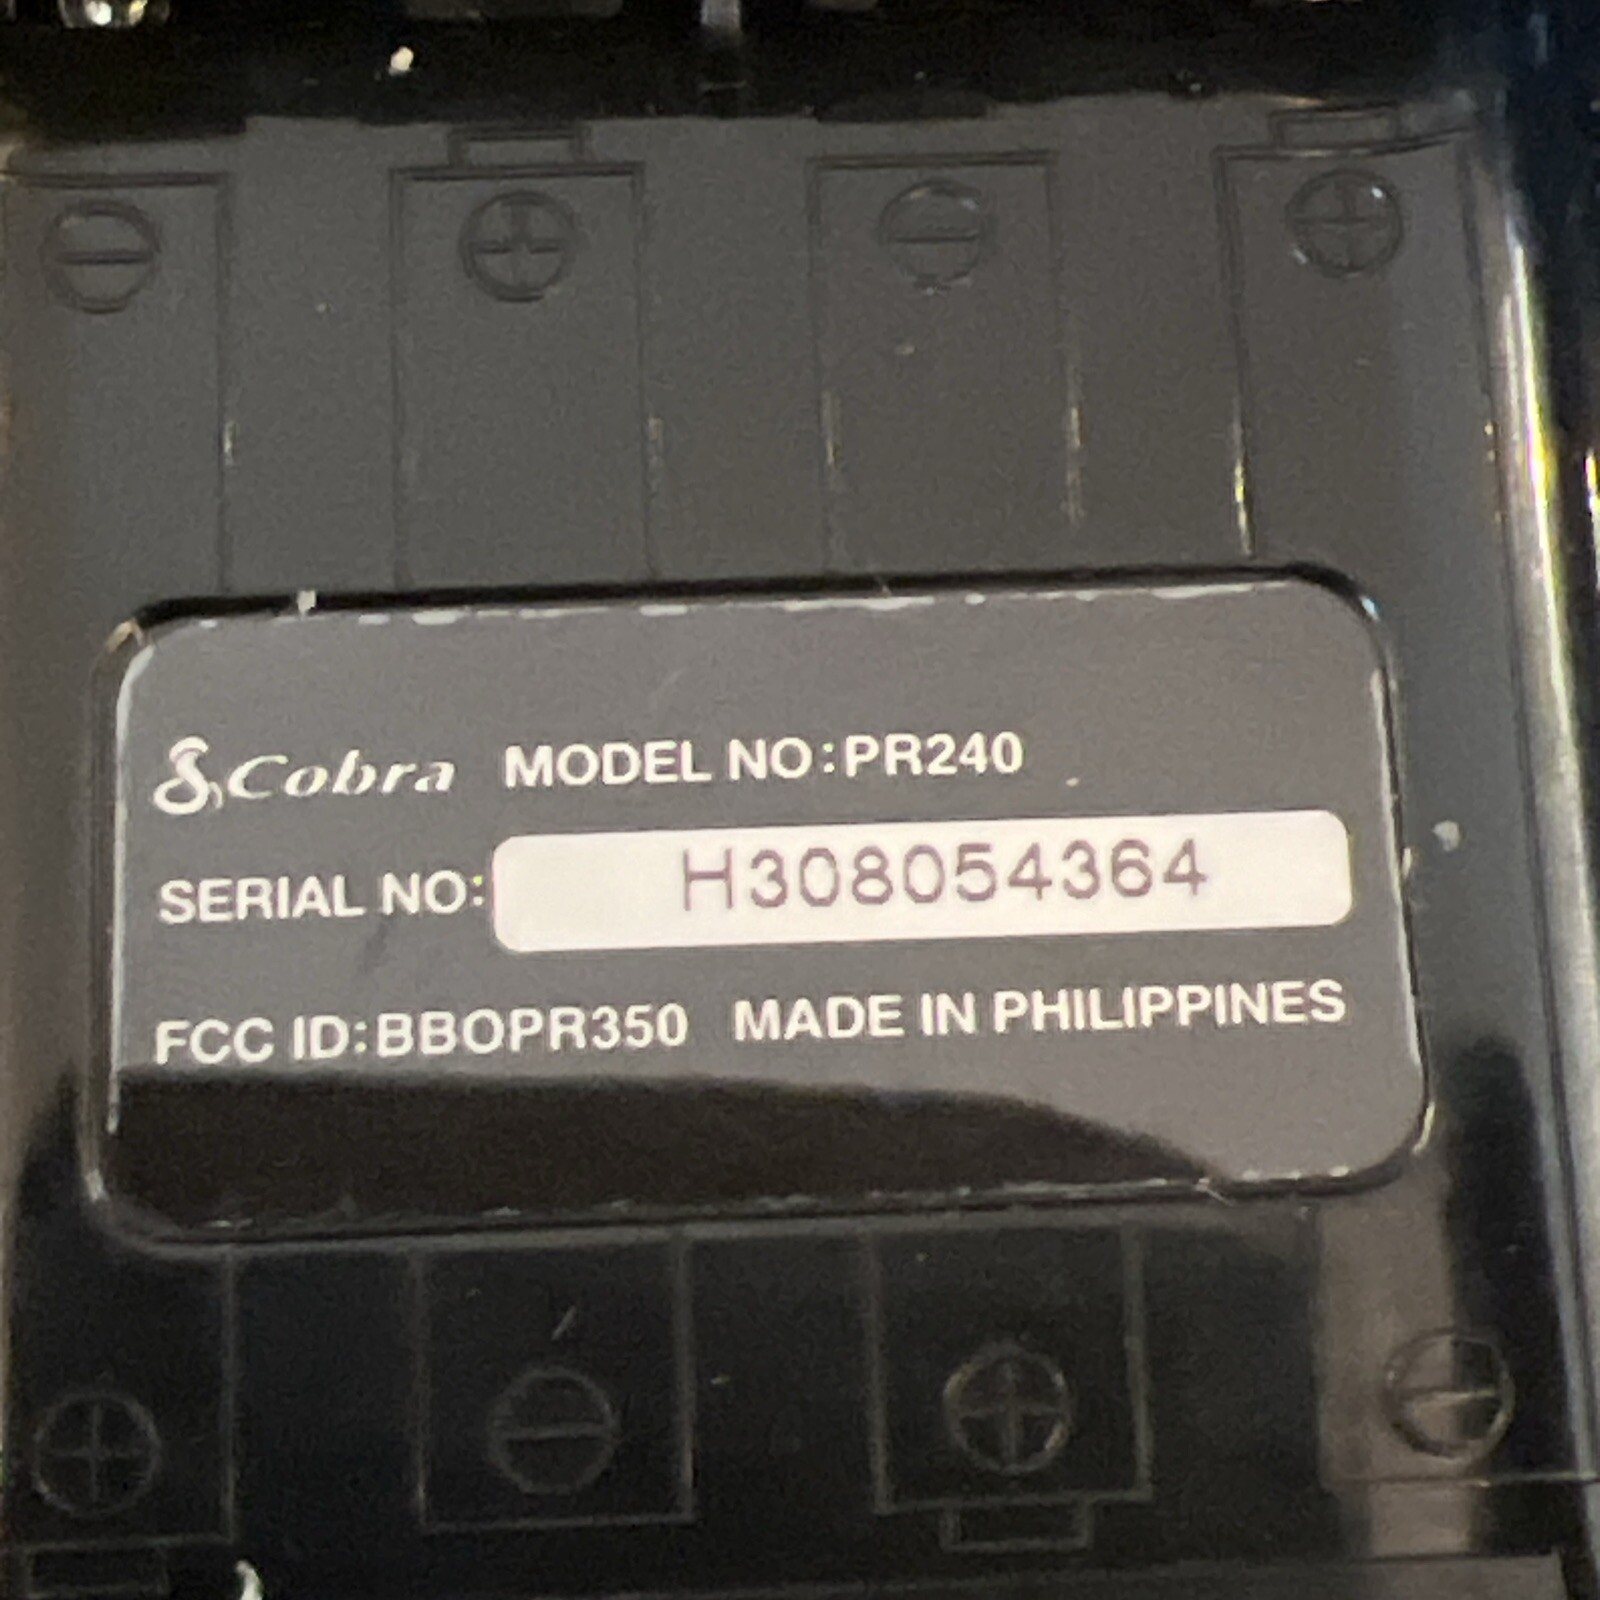 Cobra MODEL NO:PR240
SERIAL NO: H308054364
FCC ID:BBOPR350 MADE IN PHILIPPINES